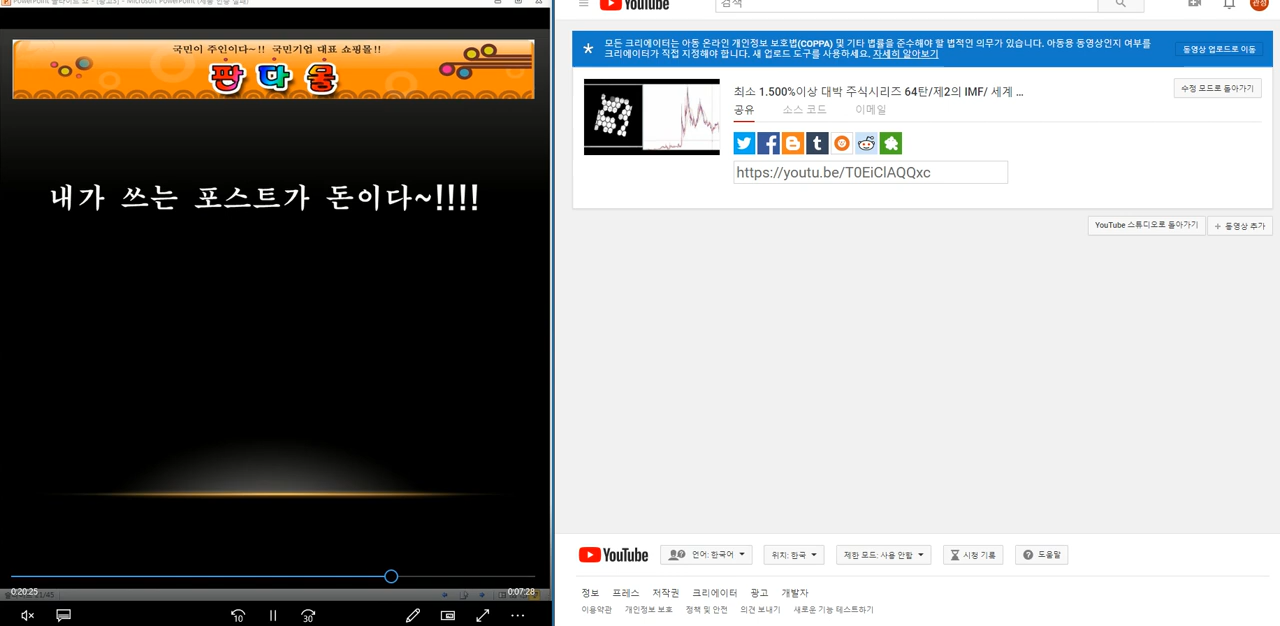 국민이 주인이다~!! 국민기업 대표 쇼핑몰!!
판다몰
내가 쓰는 포스트가 돈이다~!!!!
0:20:25
0:07:28
10
30
YouTube
검색
관성
모든 크리에이터는 아동 온라인 개인정보 보호법(COPPA) 및 기타 법률을 준수해야 할 법적인 의무가 있습니다. 아동용 동영상인지 여부를
크리에이터가 직접 지정해야 합니다. 새 업로드 도구를 사용하세요. 자세히 알아보기
동영상 업로드로 이동
최소 1.500%이상 대박 주식시리즈 64탄/제2의 IMF/ 세계 ...
수정 모드로 돌아가기
공유 소스 코드 이메일
https://youtu.be/T0EiClAQQxc
YouTube 스튜디오로 돌아가기
+ 동영상 추가
YouTube
언어: 한국어
위치: 한국
제한 모드: 사용 안함
시청 기록
도움말
정보 프레스 저작권 크리에이터 광고 개발자
이용약관 개인정보 보호 정책 및 안전 의견 보내기 새로운 기능 테스트하기